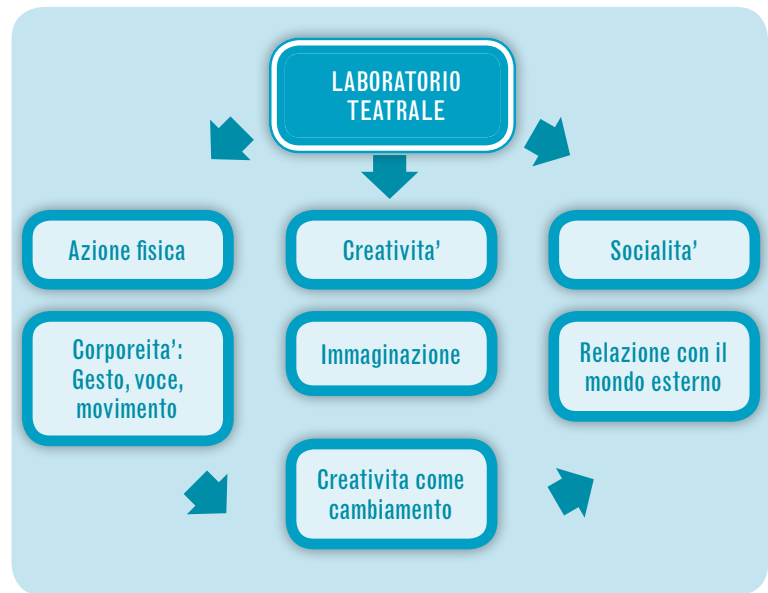 LABORATORIO
TEATRALE
Azione fisica
Creativita'
Socialita'
Corporeita':
Gesto, voce,
movimento
Immaginazione
Relazione con il
mondo esterno
Creativita come
cambiamento